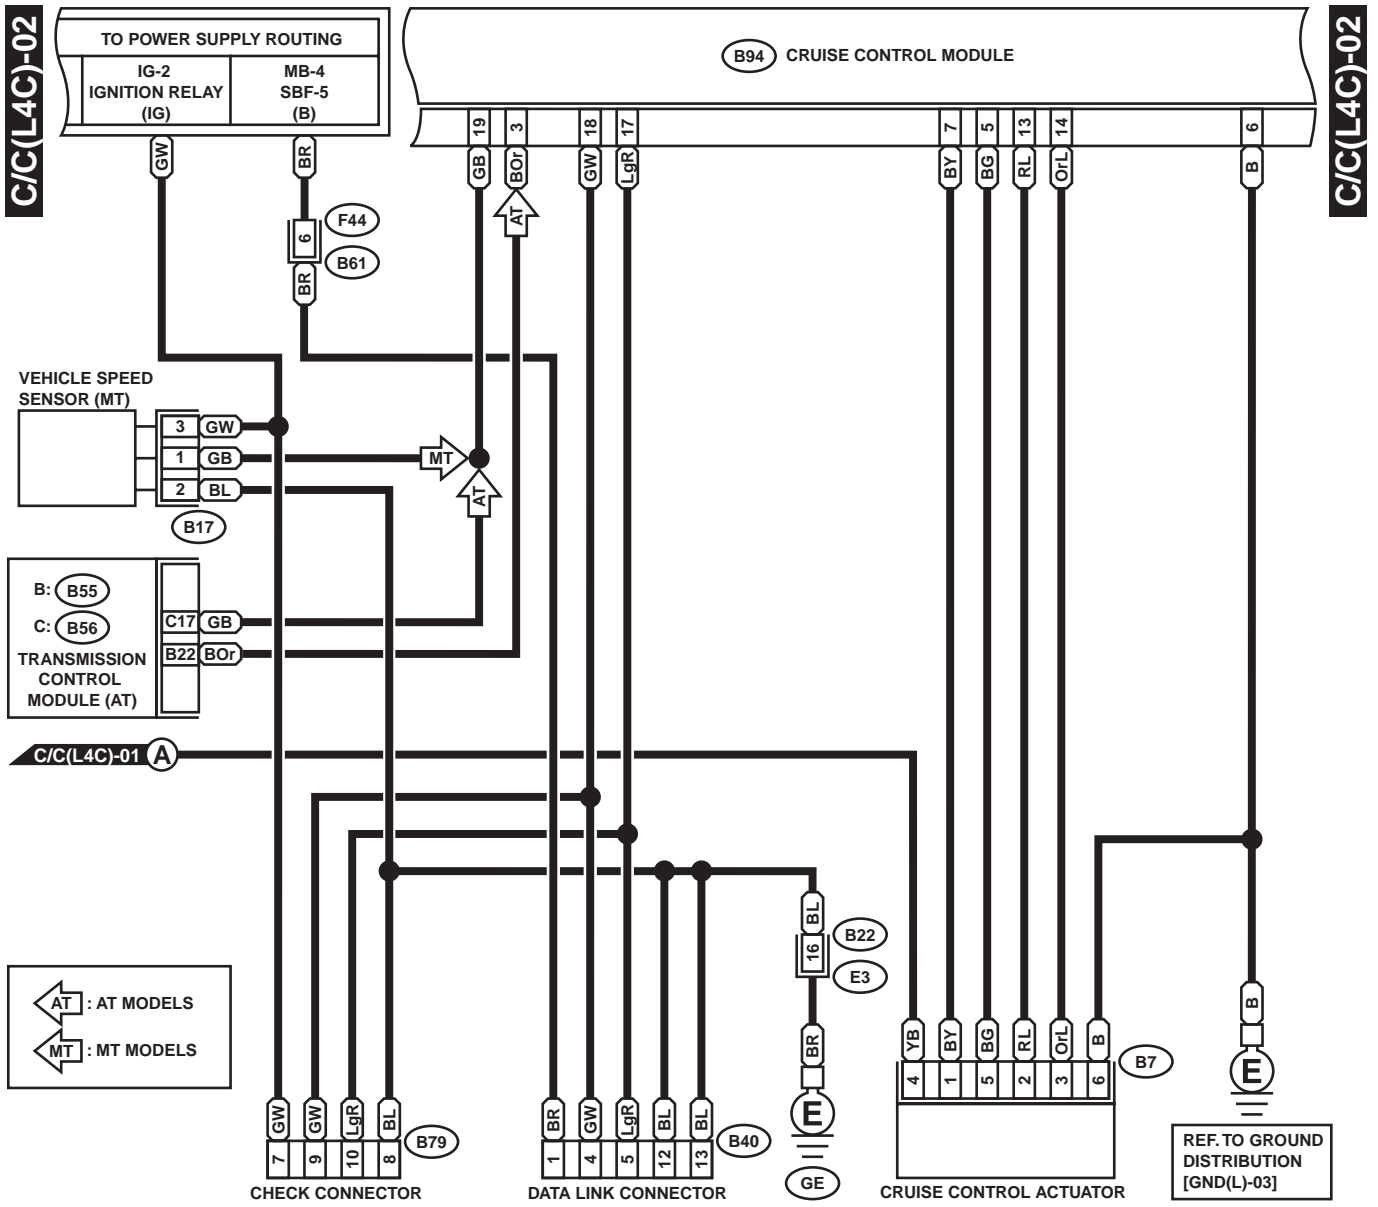 C/C(L4C)-02
TO POWER SUPPLY ROUTING
IG-2
IGNITION RELAY
(IG)
MB-4
SBF-5
(B)
B94 CRUISE CONTROL MODULE
C/C(L4C)-02
19 3 18 17 7 5 13 14 6
GW BR GB BOr GW LgR BY BG RL OrL B
AT
6
F44
B61
BR
VEHICLE SPEED
SENSOR (MT)
3 GW
1 GB
MT
2 BL
AT
B17
B: B55
C: B56
TRANSMISSION
CONTROL
MODULE (AT)
C17 GB
B22 BOr
C/C(L4C)-01 A
BL
16
B22
E3
BR
E
GE
AT : AT MODELS
MT : MT MODELS
B
E
REF. TO GROUND
DISTRIBUTION
[GND(L)-03]
YB BY BG RL OrL B
4 1 5 2 3 6
B7
CRUISE CONTROL ACTUATOR
GW GW LgR BL
7 9 10 8
B79
CHECK CONNECTOR
BR GW LgR BL BL
1 4 5 12 13
B40
DATA LINK CONNECTOR